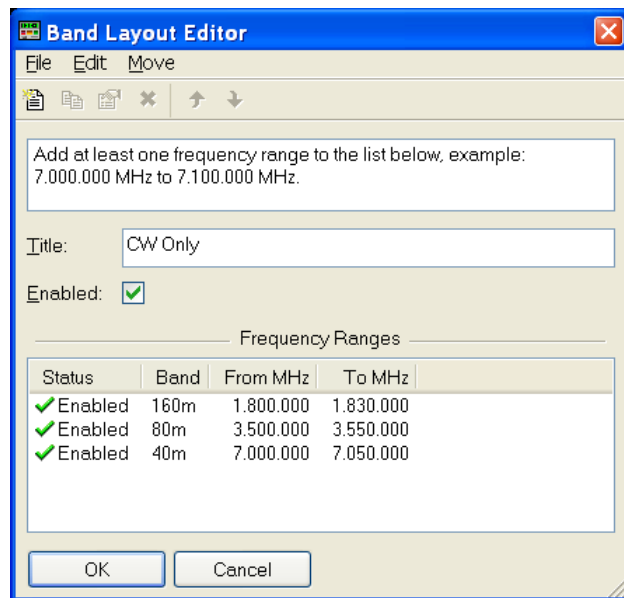 Band Layout Editor
File Edit Move
Add at least one frequency range to the list below, example:
7.000.000 MHz to 7.100.000 MHz.
Title: CW Only
Enabled:
Frequency Ranges
Status Band From MHz To MHz
Enabled 160m 1.800.000 1.830.000
Enabled 80m 3.500.000 3.550.000
Enabled 40m 7.000.000 7.050.000
OK Cancel